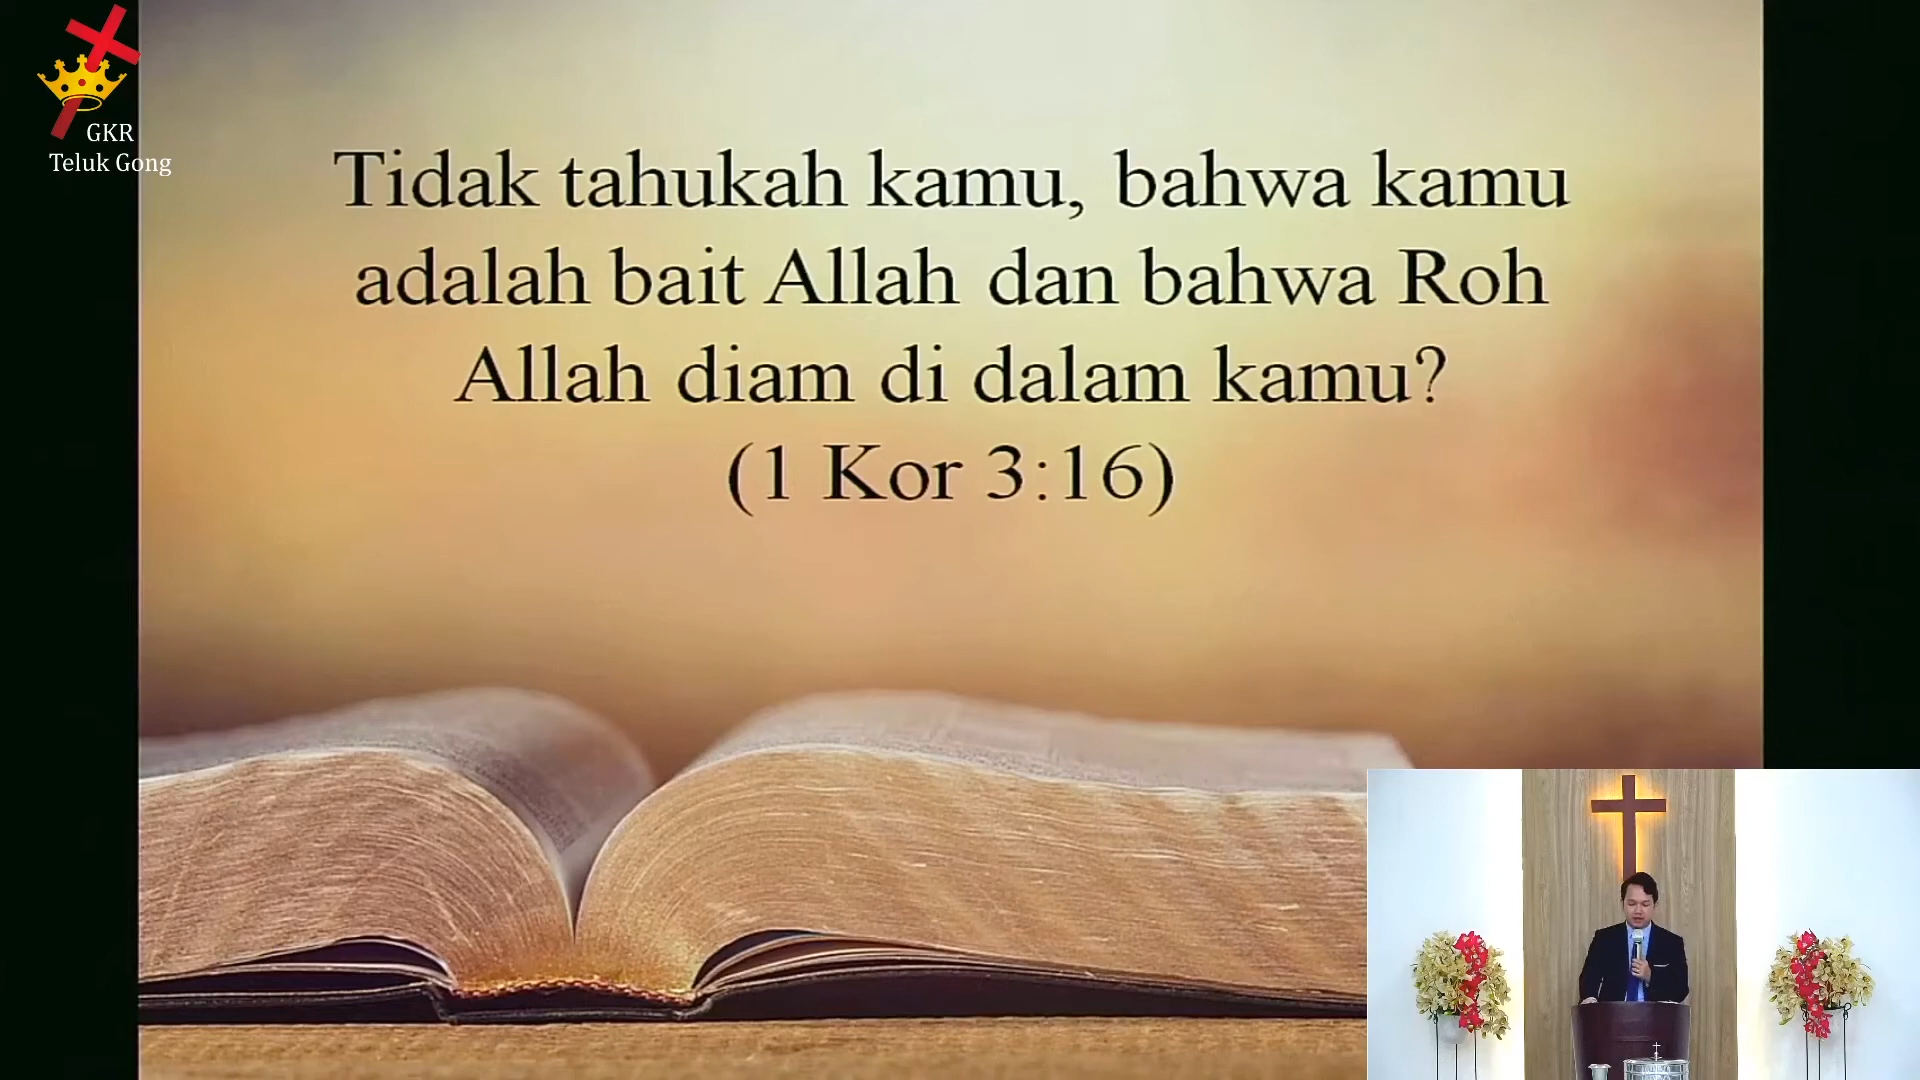 GKR
Teluk Gong
Tidak tahukah kamu, bahwa kamu
adalah bait Allah dan bahwa Roh
Allah diam di dalam kamu?
(1 Kor 3:16)